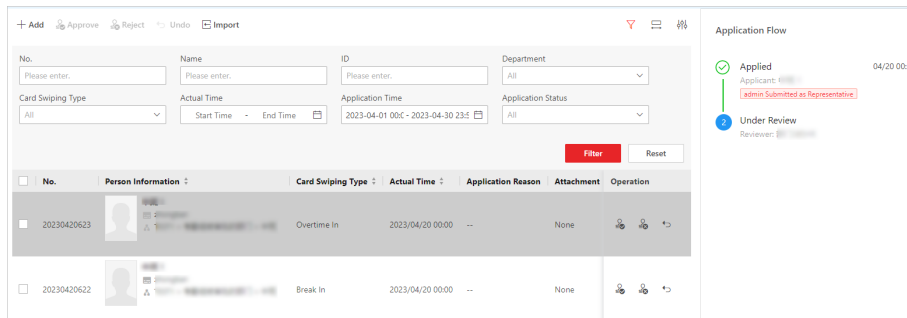 Add Approve Reject Undo Import
No. Name ID Department
Please enter. Please enter. Please enter. All
Card Swiping Type Actual Time Application Time Application Status
All Start Time - End Time 2023-04-01 00:0 - 2023-04-30 23:5 All
Filter Reset
No. Person Information Card Swiping Type Actual Time Application Reason Attachment Operation
20230420623 Overtime In 2023/04/20 00:00 -- None
20230420622 Break In 2023/04/20 00:00 -- None
Application Flow
Applied 04/20 00:
Applicant:
admin Submitted as Representative
2 Under Review
Reviewer: